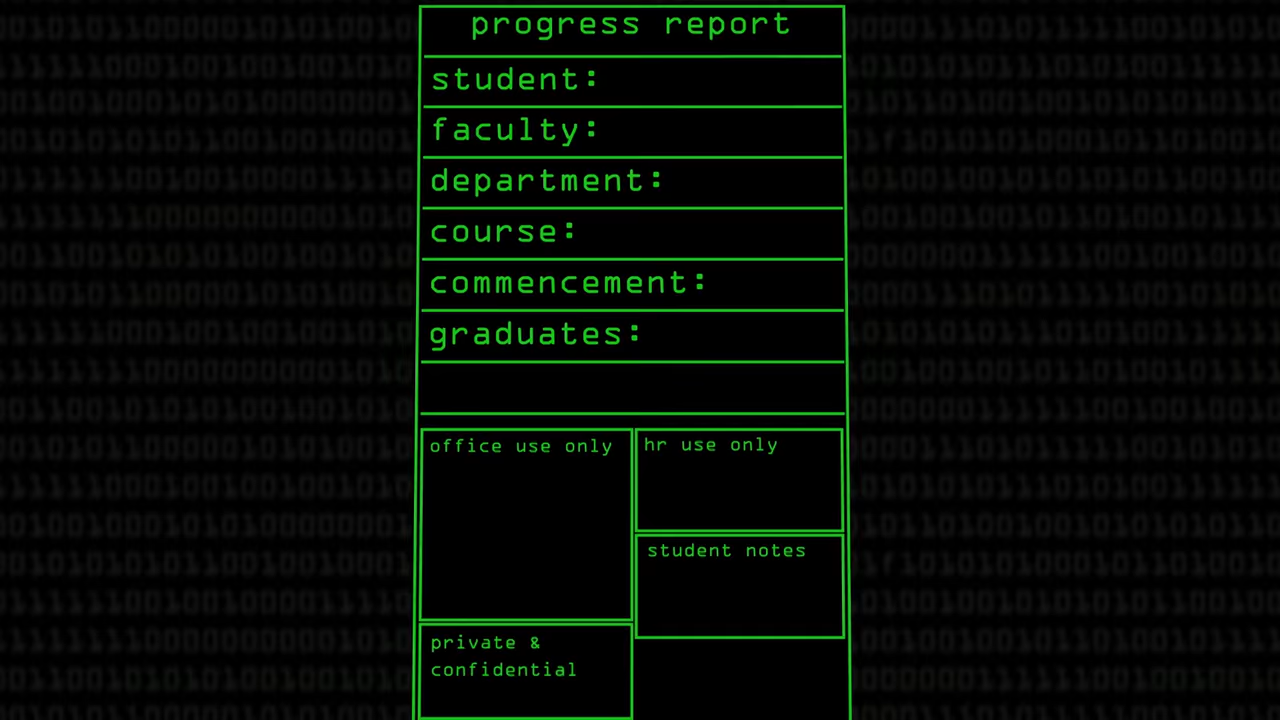 progress report
student:
faculty:
department:
course:
commencement:
graduates:
office use only
hr use only
student notes
private &
confidential